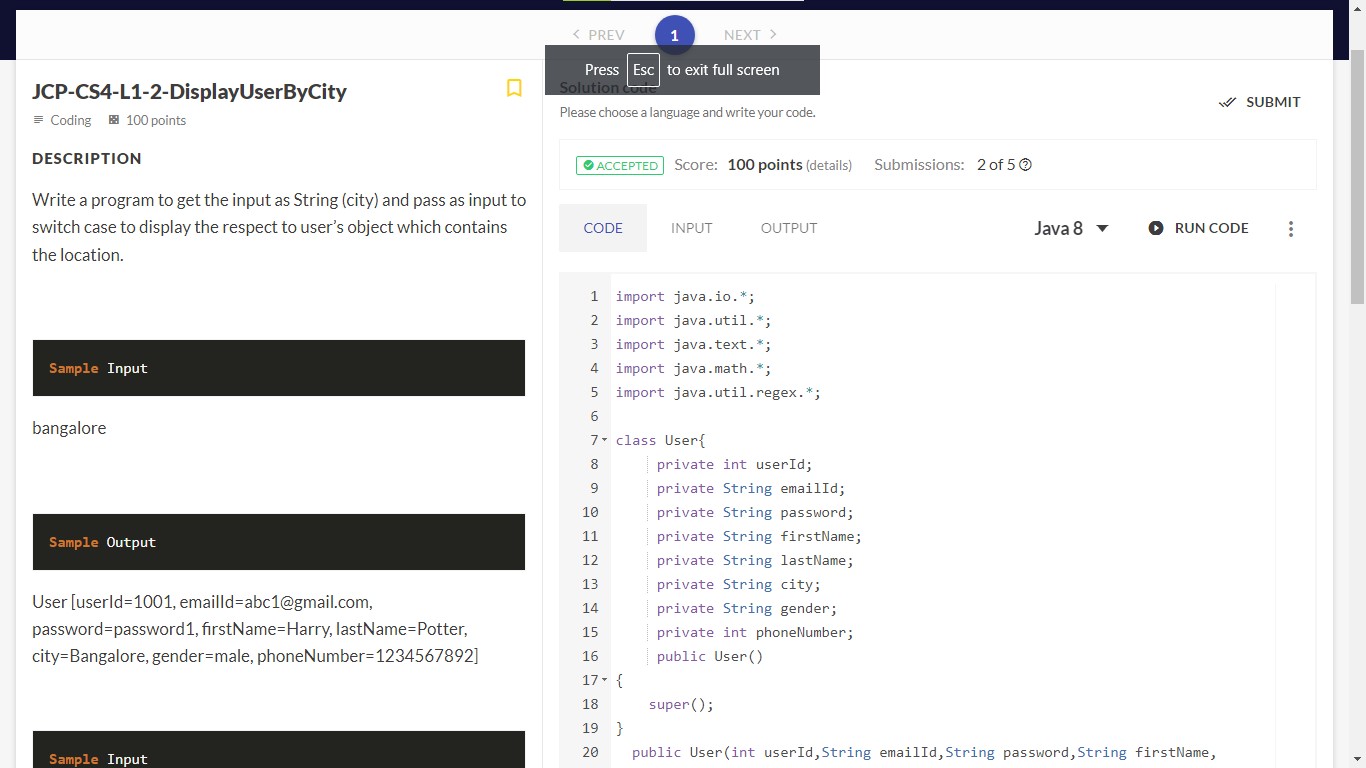 PREV
1
NEXT
Press Esc to exit full screen
JCP-CS4-L1-2-DisplayUserByCity
Coding
100 points
DESCRIPTION
Write a program to get the input as String (city) and pass as input to
switch case to display the respect to user’s object which contains
the location.
Sample Input
bangalore
Sample Output
User [userId=1001, emailId=abc1@gmail.com,
password=password1, firstName=Harry, lastName=Potter,
city=Bangalore, gender=male, phoneNumber=1234567892]
Sample Input
Solution code
Please choose a language and write your code.
SUBMIT
ACCEPTED Score: 100 points (details) Submissions: 2 of 5
CODE INPUT OUTPUT Java 8 RUN CODE
1 import java.io.*;
2 import java.util.*;
3 import java.text.*;
4 import java.math.*;
5 import java.util.regex.*;
6
7 class User{
8 private int userId;
9 private String emailId;
10 private String password;
11 private String firstName;
12 private String lastName;
13 private String city;
14 private String gender;
15 private int phoneNumber;
16 public User()
17 {
18 super();
19 }
20 public User(int userId,String emailId,String password,String firstName,